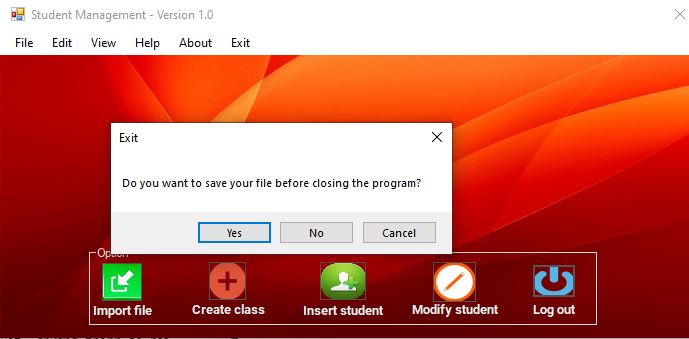 Student Management - Version 1.0
File Edit View Help About Exit
Exit
Do you want to save your file before closing the program?
Yes No Cancel
Option
Import file Create class Insert student Modify student Log out